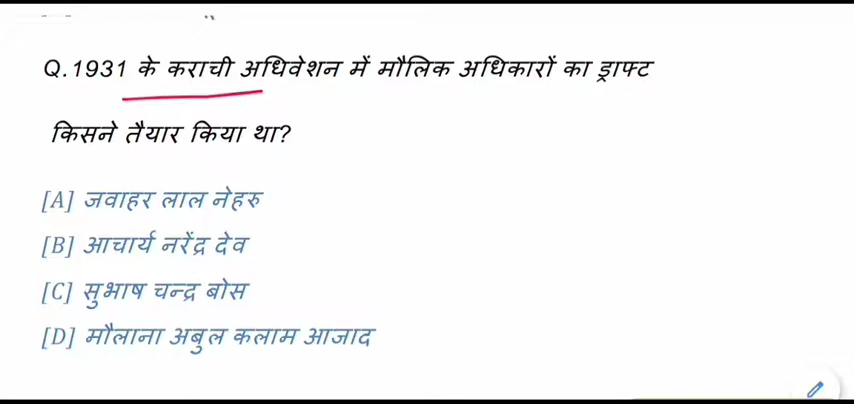 Q.1931 के कराची अधिवेशन में मौलिक अधिकारों का ड्राफ्ट
किसने तैयार किया था?
[A] जवाहर लाल नेहरु
[B] आचार्य नरेंद्र देव
[C] सुभाष चन्द्र बोस
[D] मौलाना अबुल कलाम आजाद